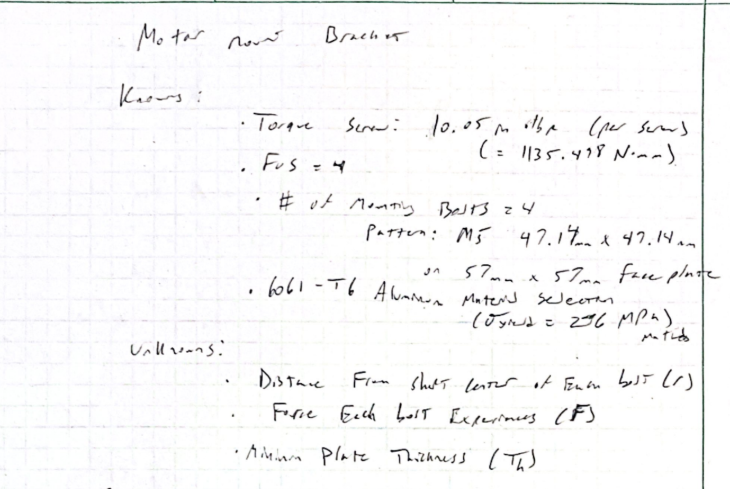 Motor mount Bracket
Knowns:
· Torque Screw: 10.05 in·lbf (per screw)
(= 1135.498 N·mm)
· FoS = 4
· # of Mounting Bolts = 4
Pattern: M5 47.14mm x 47.14mm
on 57mm x 57mm face plate
· 6061-T6 Aluminum Material Selection
(σyield = 276 MPa)
Matweb
Unknowns:
· Distance From Shaft center of Each bolt (r)
· Force Each bolt Experiences (F)
· Minimum Plate Thickness (Th)